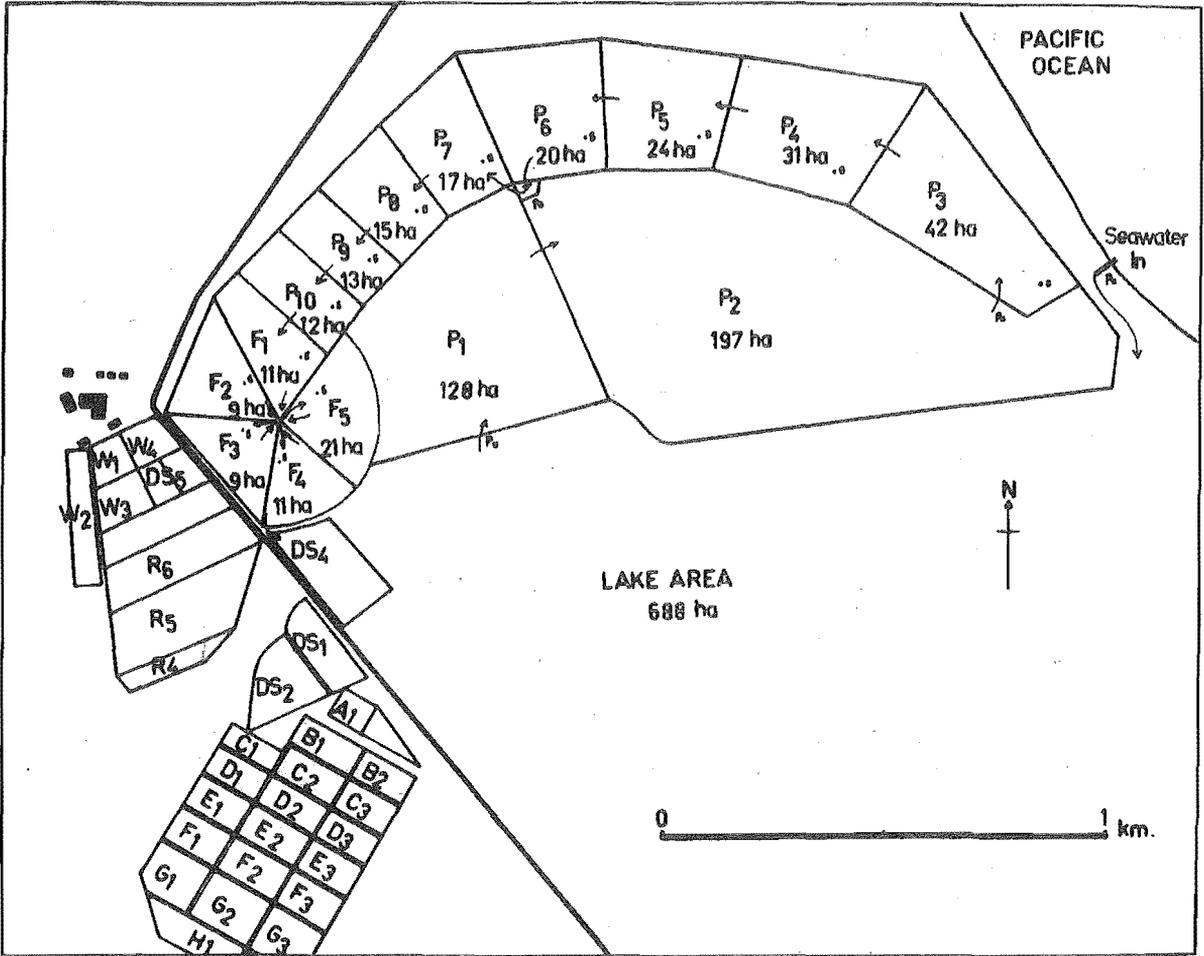 PACIFIC
OCEAN
P6
20 ha
P5
24 ha
P4
31 ha
P7
17 ha
P8
15 ha
P3
42 ha
Seawater
In
Ps
P9
13 ha
P10
12 ha
P2
197 ha
P1
128 ha
F1
11 ha
F2
9 ha
F5
21 ha
F3
9 ha
F4
11 ha
W1
W4
DS5
W3
W2
N
R6
DS4
LAKE AREA
688 ha
R5
R4
DS1
DS2
A1
C1
B1
B2
D1
C2
C3
E1
D2
D3
F1
E2
E3
F2
F3
G1
G2
G3
H1
0
1 km.